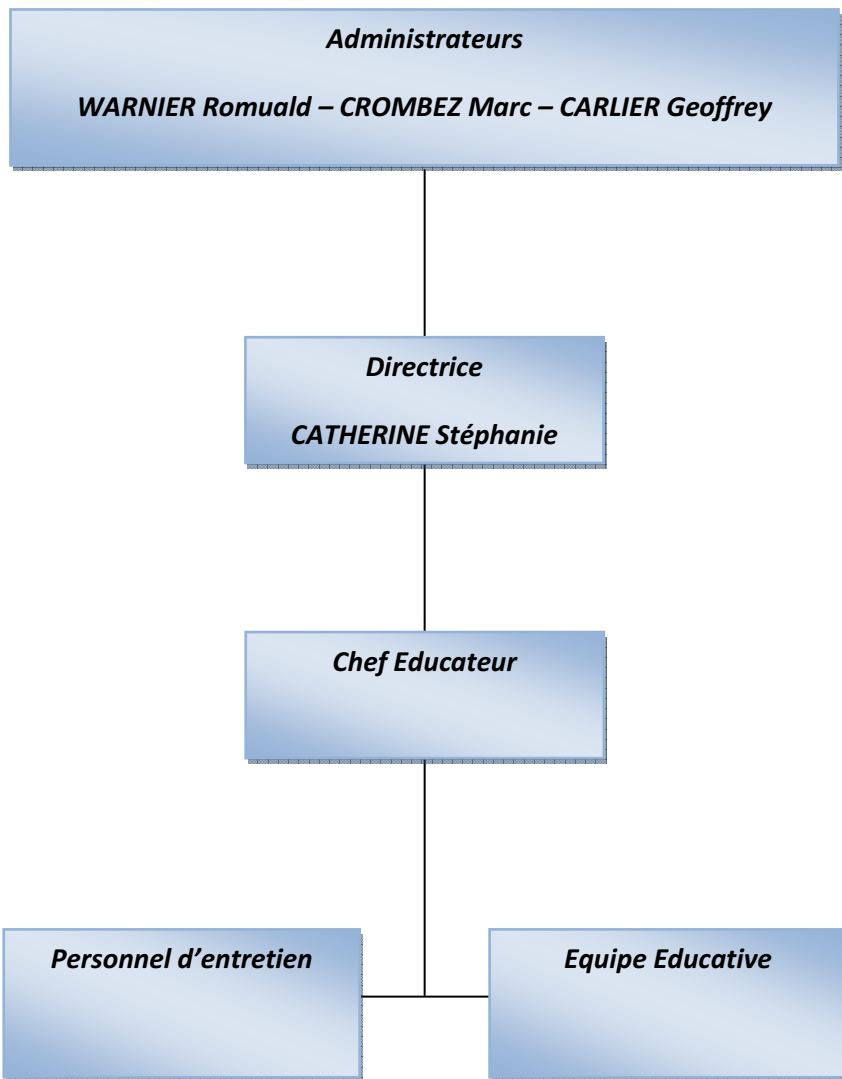 Administrateurs
WARNIER Romuald – CROMBEZ Marc – CARLIER Geoffrey
Directrice
CATHERINE Stéphanie
Chef Educateur
Personnel d’entretien
Equipe Educative